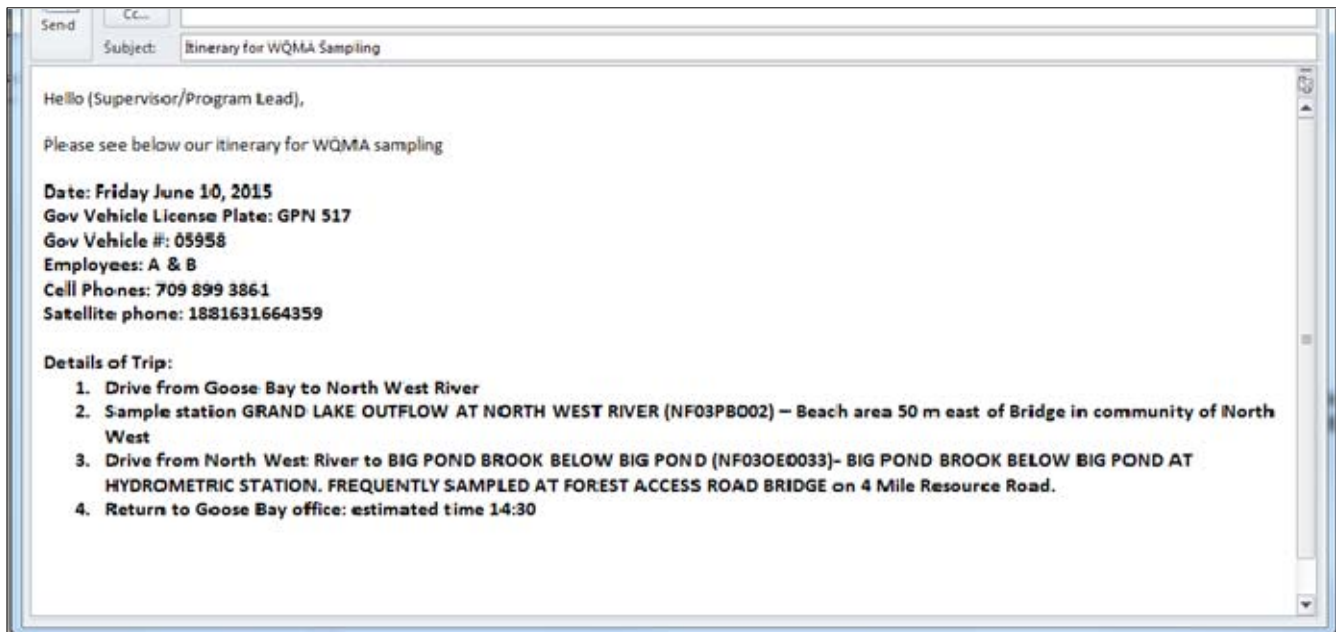 Cc...
Send
Subject: Itinerary for WQMA Sampling
Hello (Supervisor/Program Lead),
Please see below our itinerary for WQMA sampling
Date: Friday June 10, 2015
Gov Vehicle License Plate: GPN 517
Gov Vehicle #: 05958
Employees: A & B
Cell Phones: 709 899 3861
Satellite phone: 1881631664359
Details of Trip:
1. Drive from Goose Bay to North West River
2. Sample station GRAND LAKE OUTFLOW AT NORTH WEST RIVER (NF03PB002) – Beach area 50 m east of Bridge in community of North
West
3. Drive from North West River to BIG POND BROOK BELOW BIG POND (NF03OE0033)- BIG POND BROOK BELOW BIG POND AT
HYDROMETRIC STATION. FREQUENTLY SAMPLED AT FOREST ACCESS ROAD BRIDGE on 4 Mile Resource Road.
4. Return to Goose Bay office: estimated time 14:30